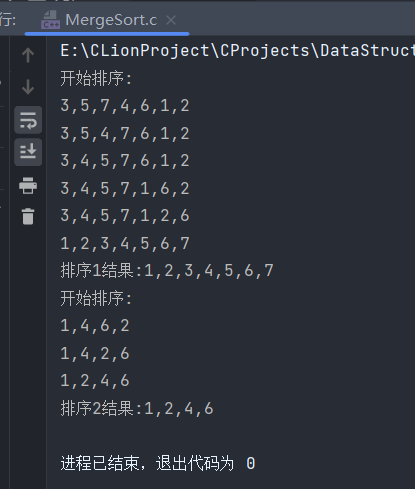 行:
C++
MergeSort.c ×
E:\CLionProject\CProjects\DataStruct
开始排序:
3,5,7,4,6,1,2
3,5,4,7,6,1,2
3,4,5,7,6,1,2
3,4,5,7,1,6,2
3,4,5,7,1,2,6
1,2,3,4,5,6,7
排序1结果:1,2,3,4,5,6,7
开始排序:
1,4,6,2
1,4,2,6
1,2,4,6
排序2结果:1,2,4,6
进程已结束，退出代码为 0